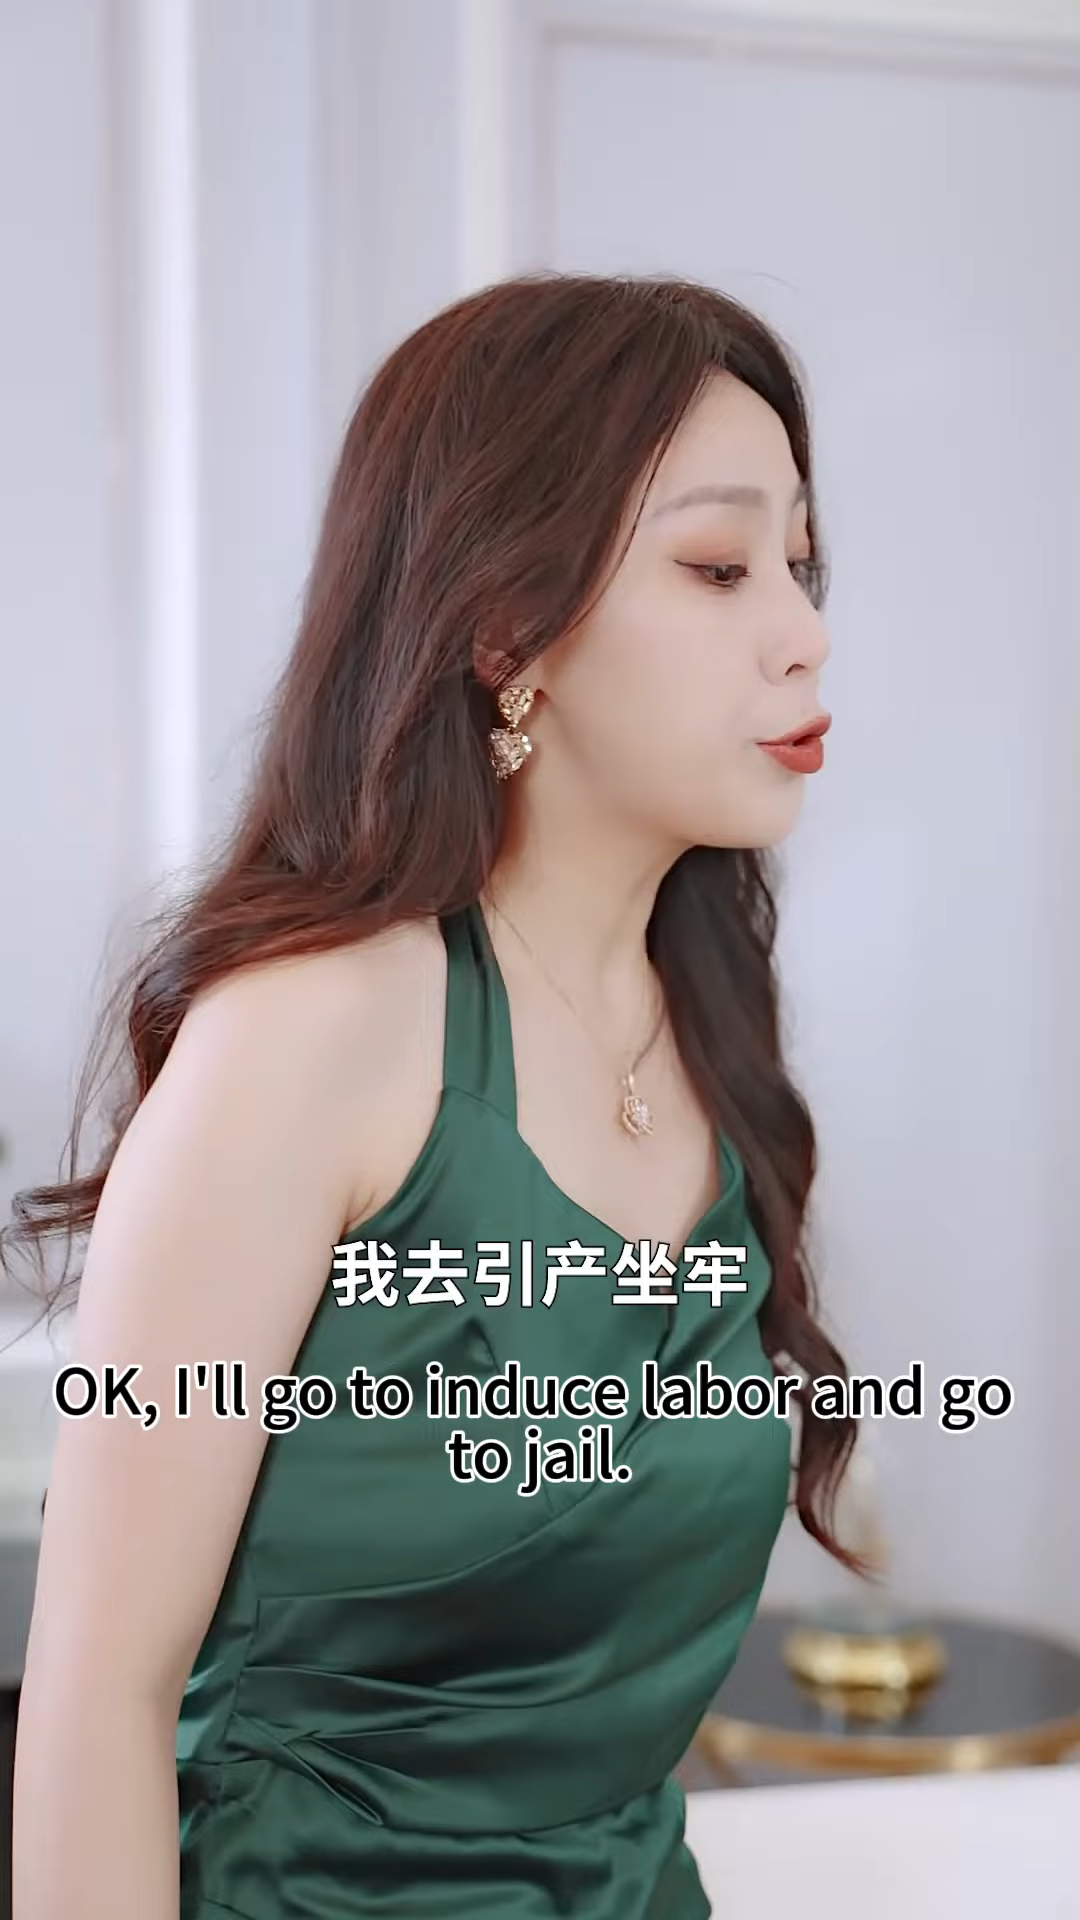 我去引产坐牢
OK, I'll go to induce labor and go
to jail.